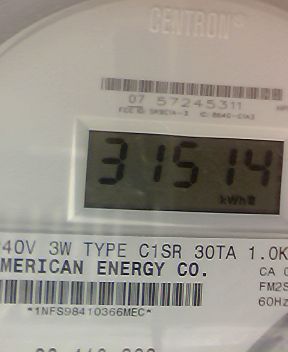 CENTRON®
07 57245311
31514
kWh
40V 3W TYPE C1SR 30TA 1.0K
MERICAN ENERGY CO.
CA
FM2S
60Hz
*1NFS98410366MEC*